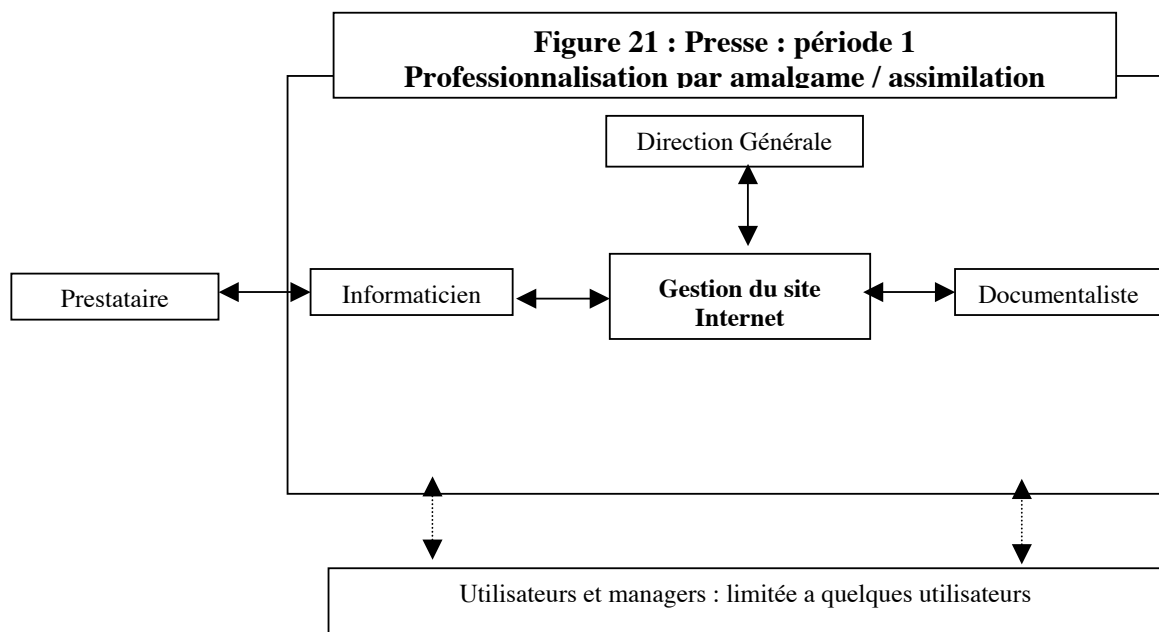 Figure 21 : Presse : période 1
Professionnalisation par amalgame / assimilation
Direction Générale
Prestataire
Informaticien
Gestion du site
Internet
Documentaliste
Utilisateurs et managers : limitée a quelques utilisateurs